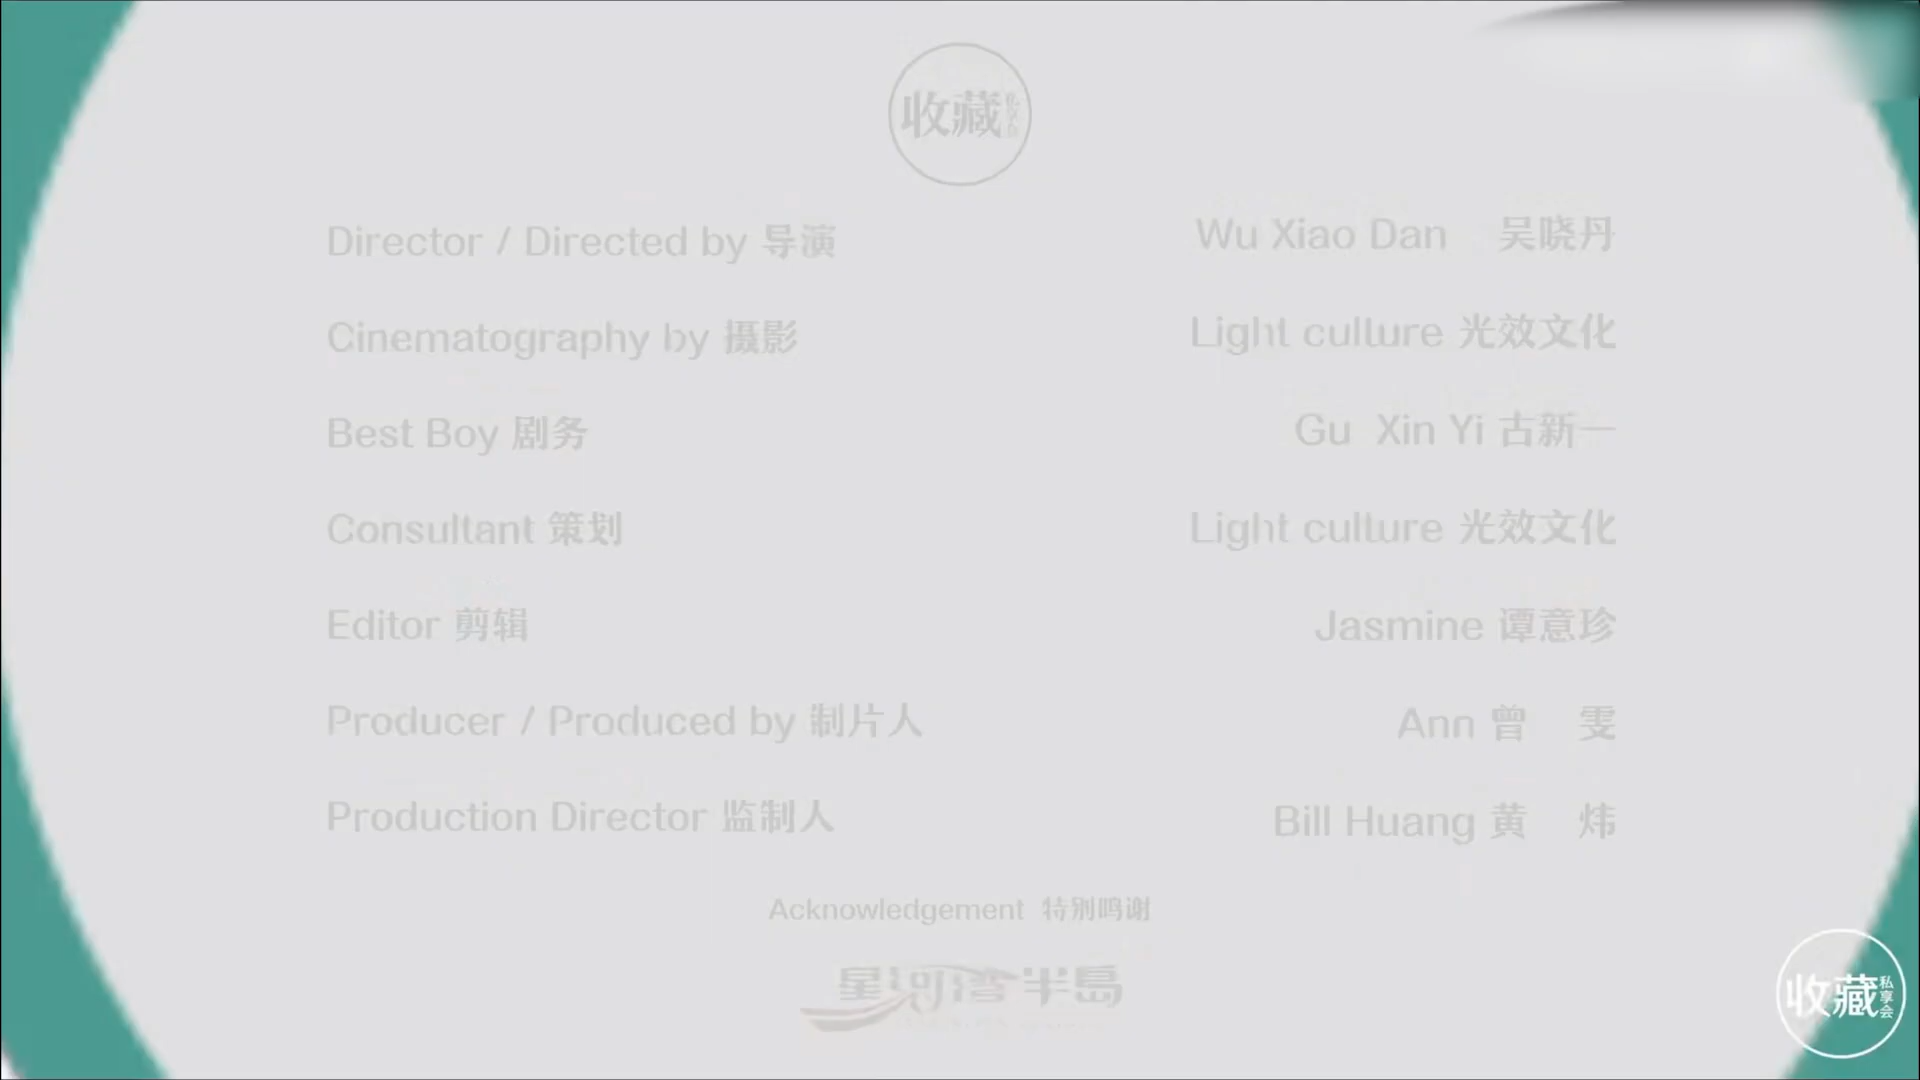 收藏 私享会
Director / Directed by 导演 Wu Xiao Dan 吴晓丹
Cinematography by 摄影 Light culture 光效文化
Best Boy 剧务 Gu Xin Yi 古新一
Consultant 策划 Light culture 光效文化
Editor 剪辑 Jasmine 谭意珍
Producer / Produced by 制片人 Ann 曾 雯
Production Director 监制人 Bill Huang 黄 炜
Acknowledgement 特别鸣谢
星河湾半岛
收藏 私享会